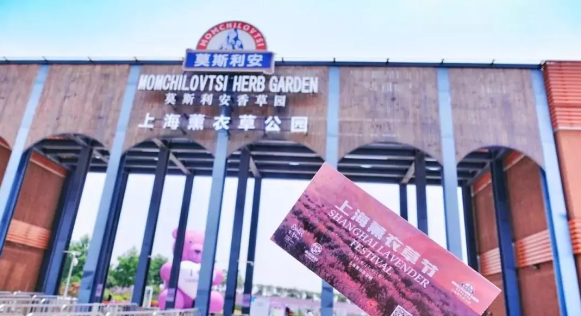 MOMCHILOVTSI
莫斯利安
MOMCHILOVTSI HERB GARDEN
莫斯利安香草园
上海薰衣草公园
上海薰衣草节
SHANGHAI LAVENDER
FESTIVAL